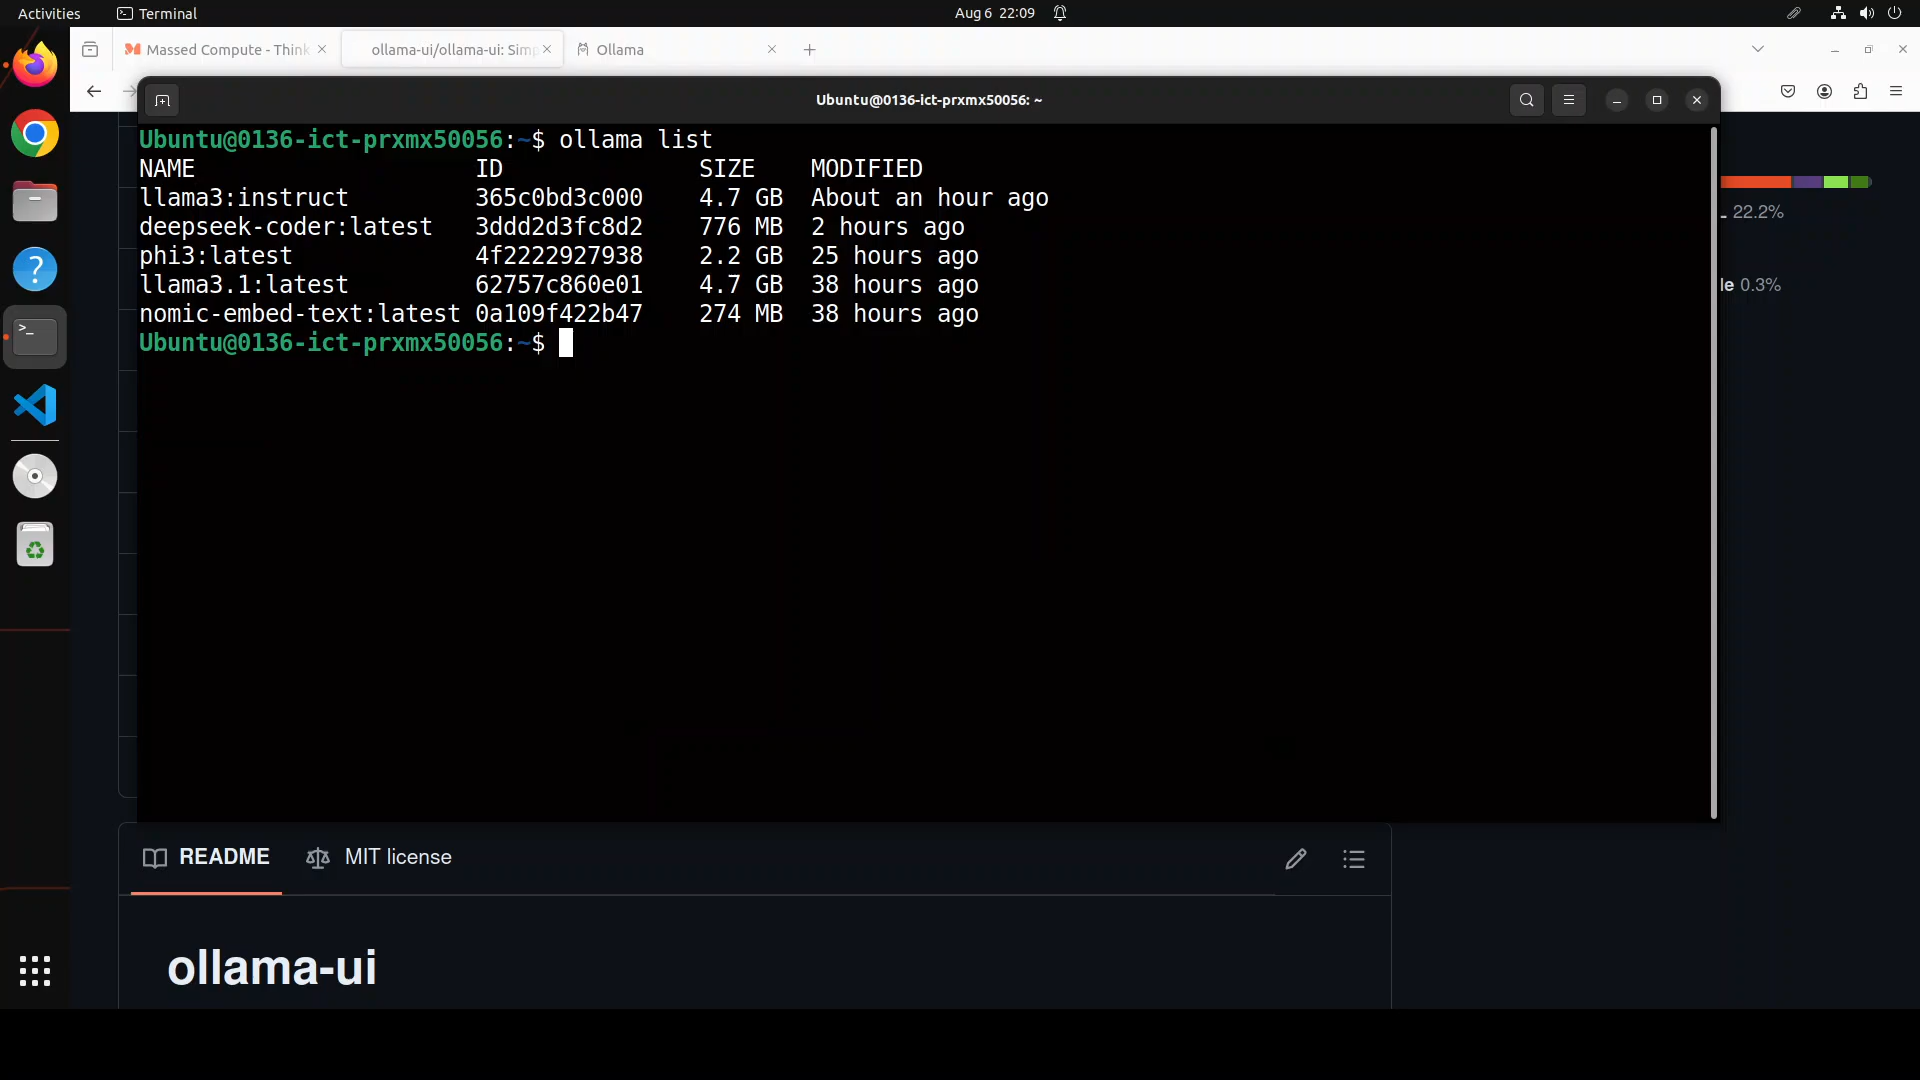 Activities Terminal Aug 6 22:09
Massed Compute - Think ollama-ui/ollama-ui: Simp Ollama
Ubuntu@0136-ict-prxmx50056: ~
Ubuntu@0136-ict-prxmx50056:~$ ollama list
NAME ID SIZE MODIFIED
llama3:instruct 365c0bd3c000 4.7 GB About an hour ago
deepseek-coder:latest 3ddd2d3fc8d2 776 MB 2 hours ago
phi3:latest 4f2222927938 2.2 GB 25 hours ago
llama3.1:latest 62757c860e01 4.7 GB 38 hours ago
nomic-embed-text:latest 0a109f422b47 274 MB 38 hours ago
Ubuntu@0136-ict-prxmx50056:~$
22.2%
le 0.3%
README MIT license
ollama-ui